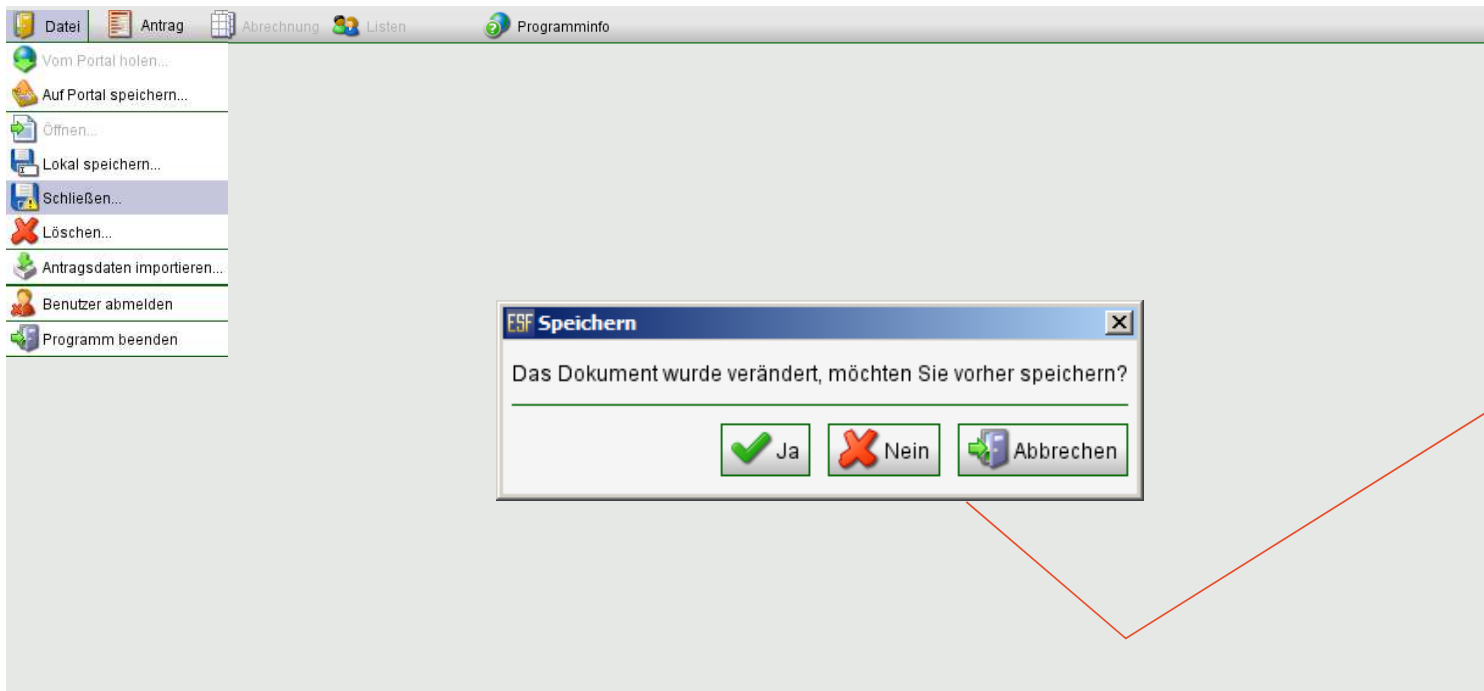 Datei Antrag Abrechnung Listen Programminfo
Vom Portal holen...
Auf Portal speichern...
Öffnen...
Lokal speichern...
Schließen...
Löschen...
Antragsdaten importieren...
Benutzer abmelden
Programm beenden
ESF Speichern
Das Dokument wurde verändert, möchten Sie vorher speichern?
Ja Nein Abbrechen